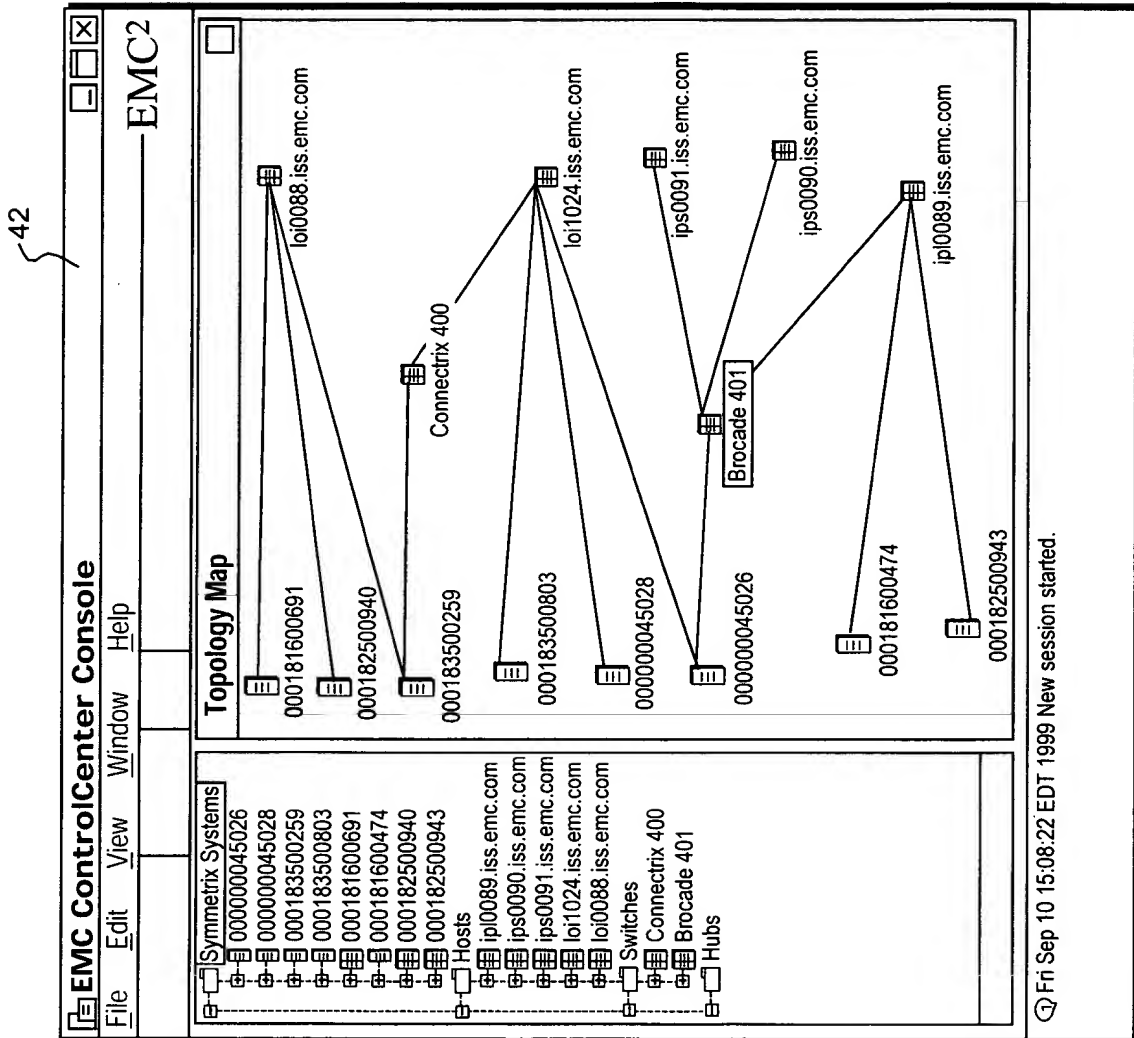 42
EMC ControlCenter Console
File Edit View Window Help
EMC2
Symmetrix Systems
000000045026
000000045028
000183500259
000183500803
000181600691
000181600474
000182500940
000182500943
Hosts
ipl0089.iss.emc.com
ips0090.iss.emc.com
ips0091.iss.emc.com
loi1024.iss.emc.com
loi0088.iss.emc.com
Switches
Connectrix 400
Brocade 401
Hubs
Topology Map
000181600691
000182500940
000183500259
000183500803
000000045028
000000045026
000181600474
000182500943
Connectrix 400
Brocade 401
loi0088.iss.emc.com
loi1024.iss.emc.com
ips0091.iss.emc.com
ips0090.iss.emc.com
ipl0089.iss.emc.com
Fri Sep 10 15:08:22 EDT 1999 New session started.